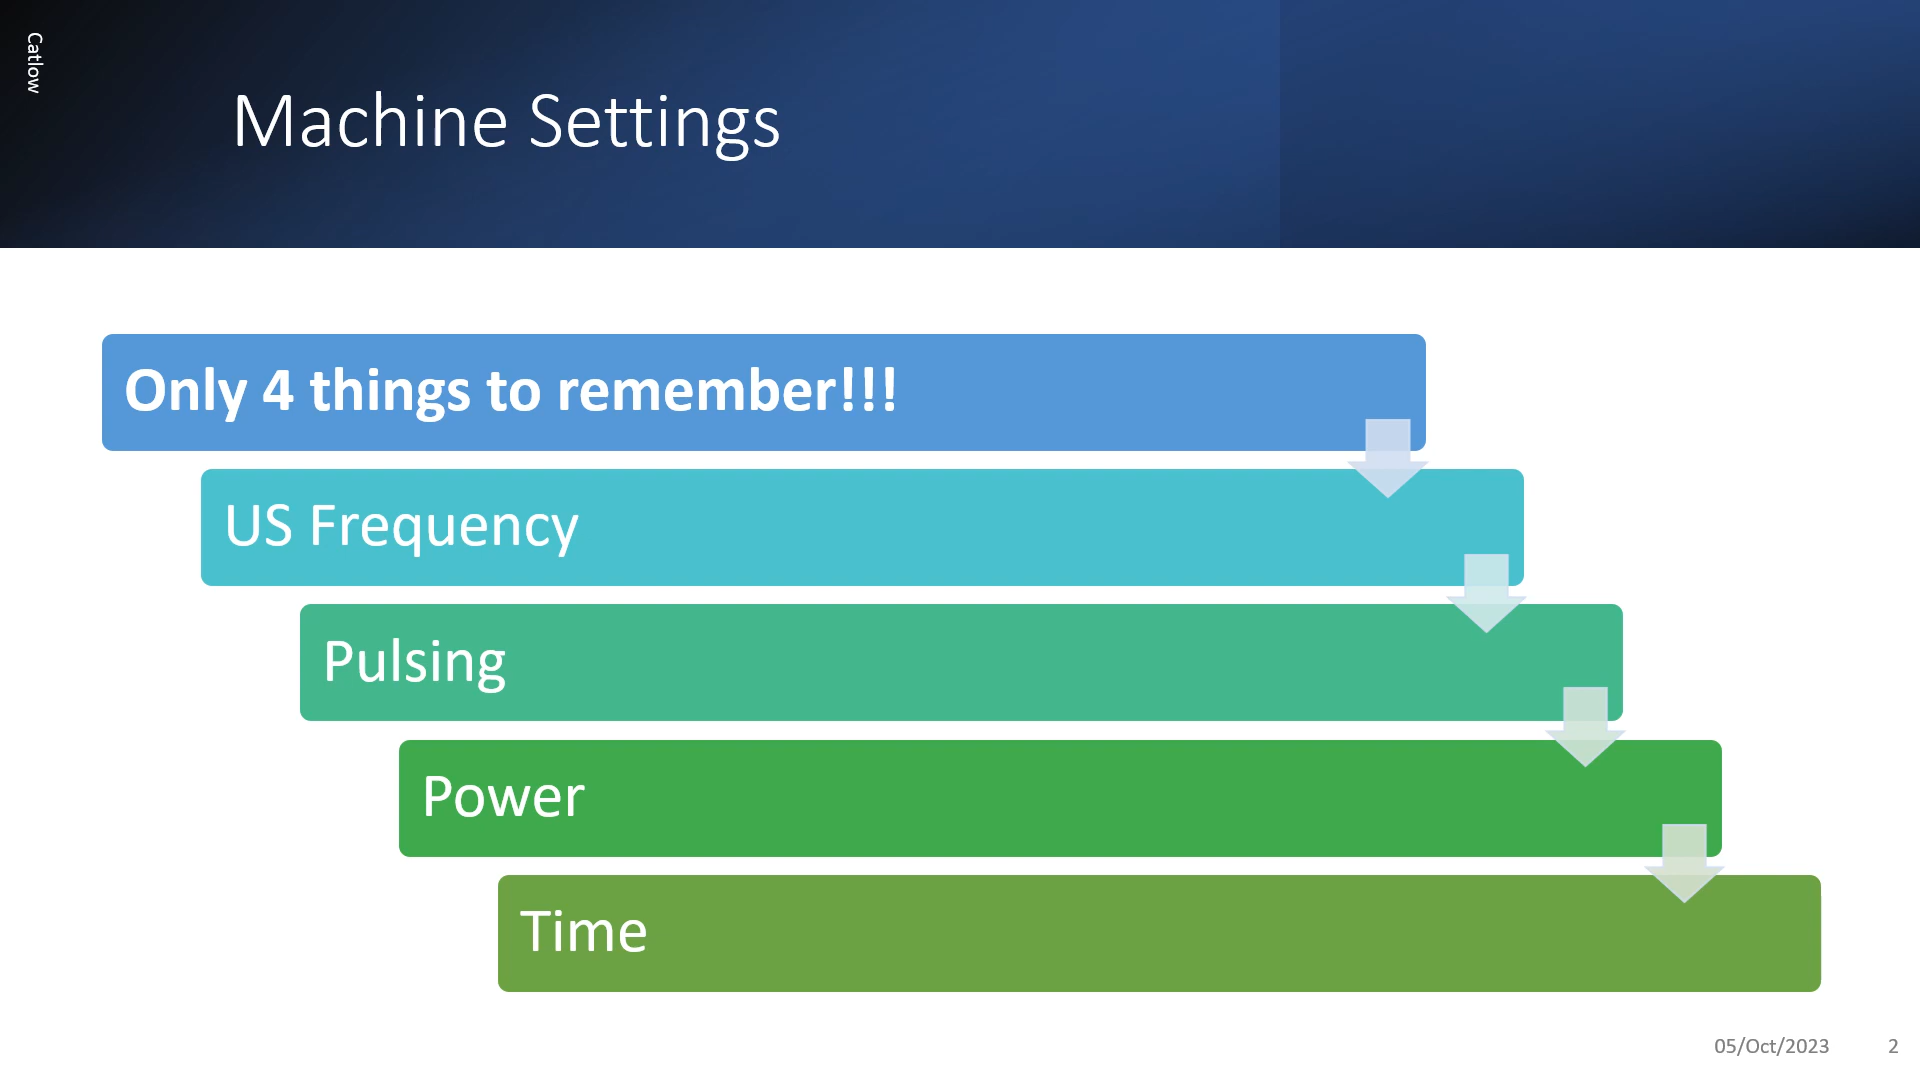 Catlow
Machine Settings
Only 4 things to remember!!!
US Frequency
Pulsing
Power
Time
05/Oct/2023
2